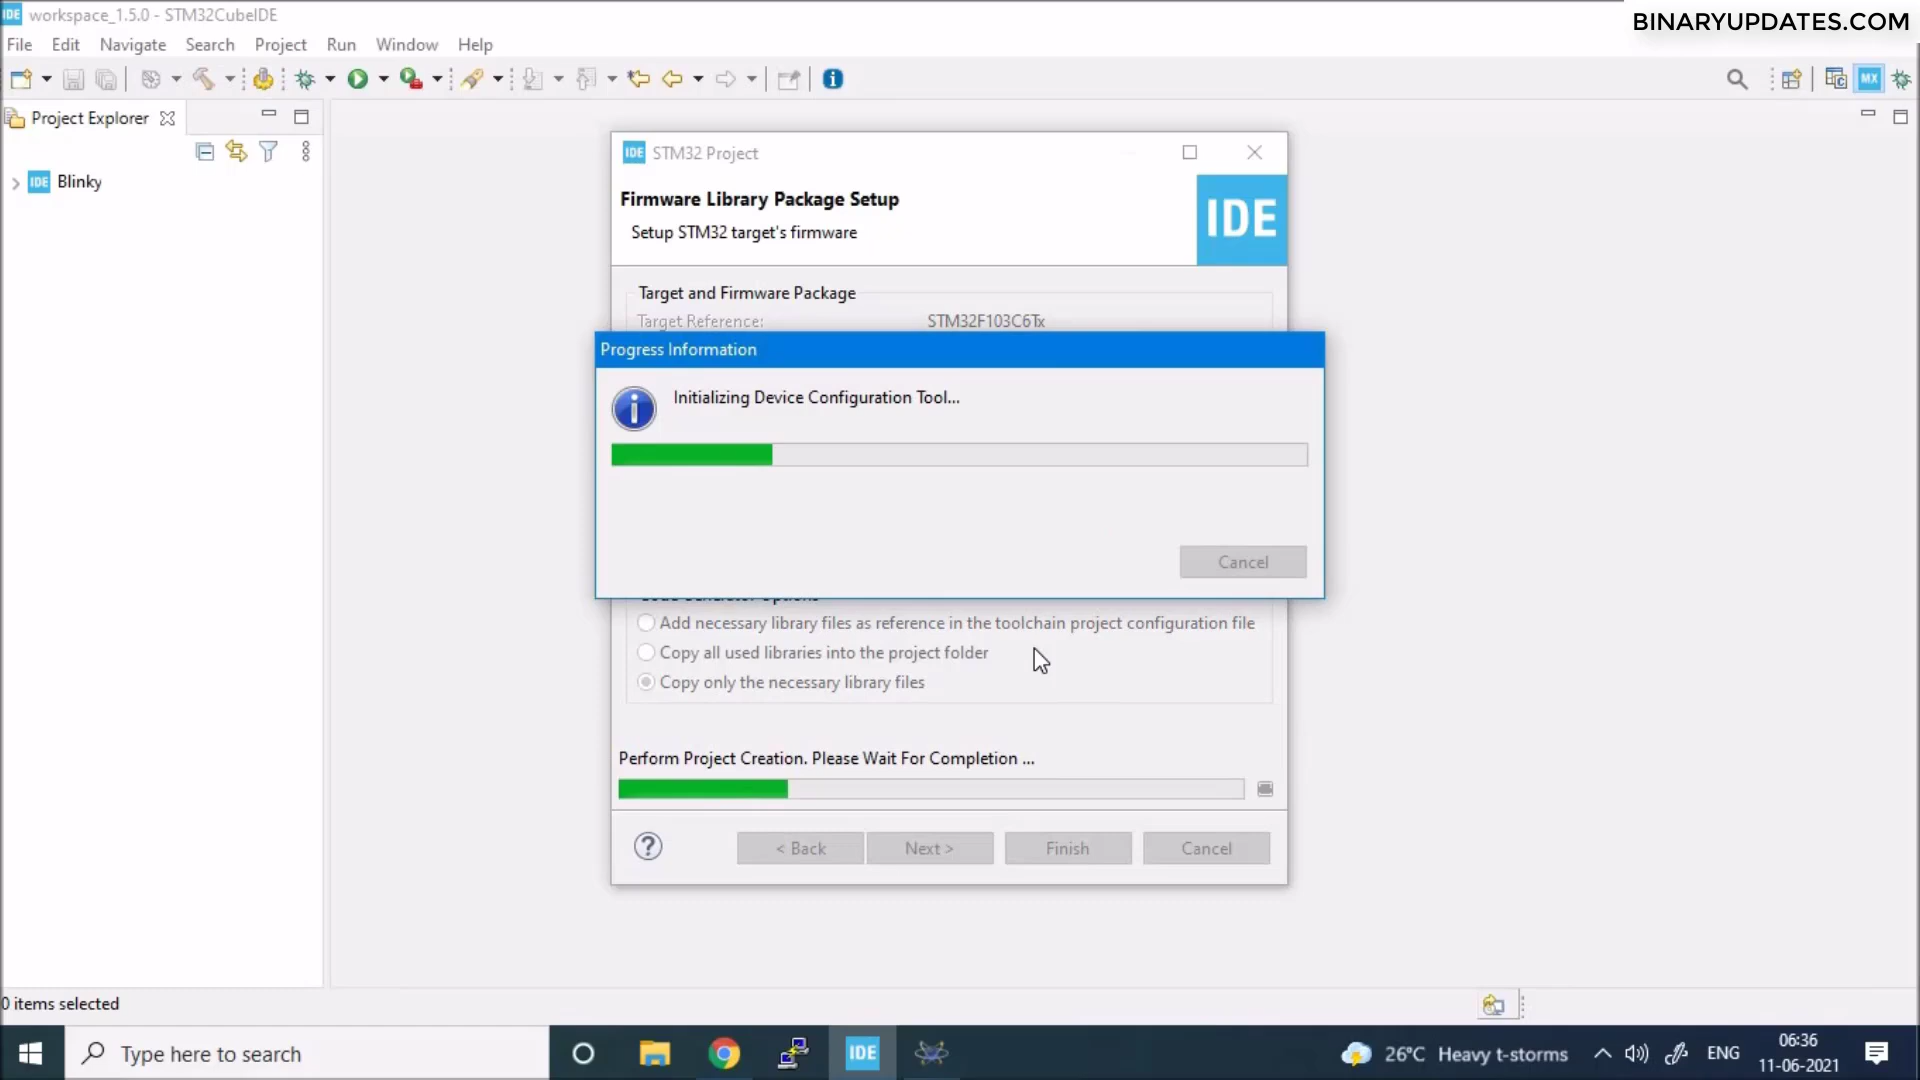 IDE workspace_1.5.0 - STM32CubeIDE
BINARYUPDATES.COM
File Edit Navigate Search Project Run Window Help
MX
Project Explorer
IDE Blinky
IDE STM32 Project
Firmware Library Package Setup
Setup STM32 target's firmware
IDE
Target and Firmware Package
Target Reference: STM32F103C6Tx
Progress Information
Initializing Device Configuration Tool...
Cancel
Add necessary library files as reference in the toolchain project configuration file
Copy all used libraries into the project folder
Copy only the necessary library files
Perform Project Creation. Please Wait For Completion ...
< Back Next > Finish Cancel
0 items selected
Type here to search
IDE
26°C Heavy t-storms
ENG
06:36
11-06-2021